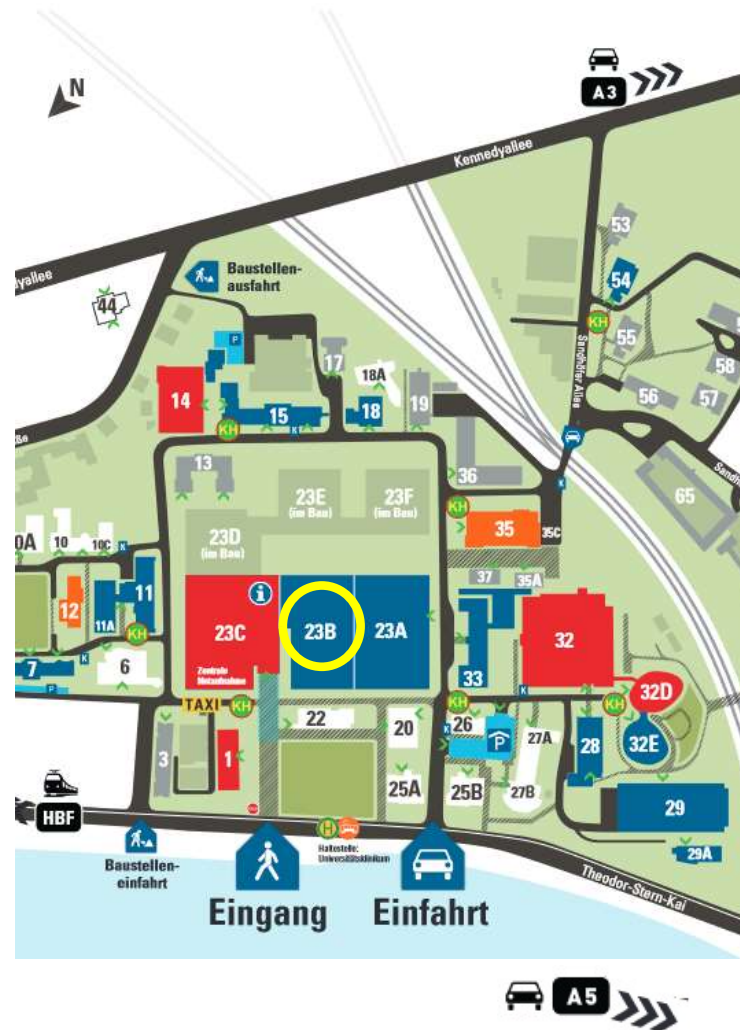 N
A3
Kennedyallee
dyallee
Baustellen-
ausfahrt
53
54
KH
55
44
P
17
18A
14
15
18
19
KH
K
58
56
57
Sandhöfer Allee
13
36
65
23E
(im Bau)
23F
(im Bau)
KH
K
35
35C
23D
(im Bau)
0A
10
10C
K
11
12
11A
KH
37
35A
i
23C
23B
23A
32
33
7
K
6
Zentrale
Notaufnahme
TAXI
KH
KH
K
KH
32D
3
1
22
20
26
K
P
27A
28
32E
25A
25B
27B
29
29A
HBF
H
Haltestelle:
Universitätsklinikum
Baustellen-
einfahrt
Theodor-Stern-Kai
Eingang
Einfahrt
A5